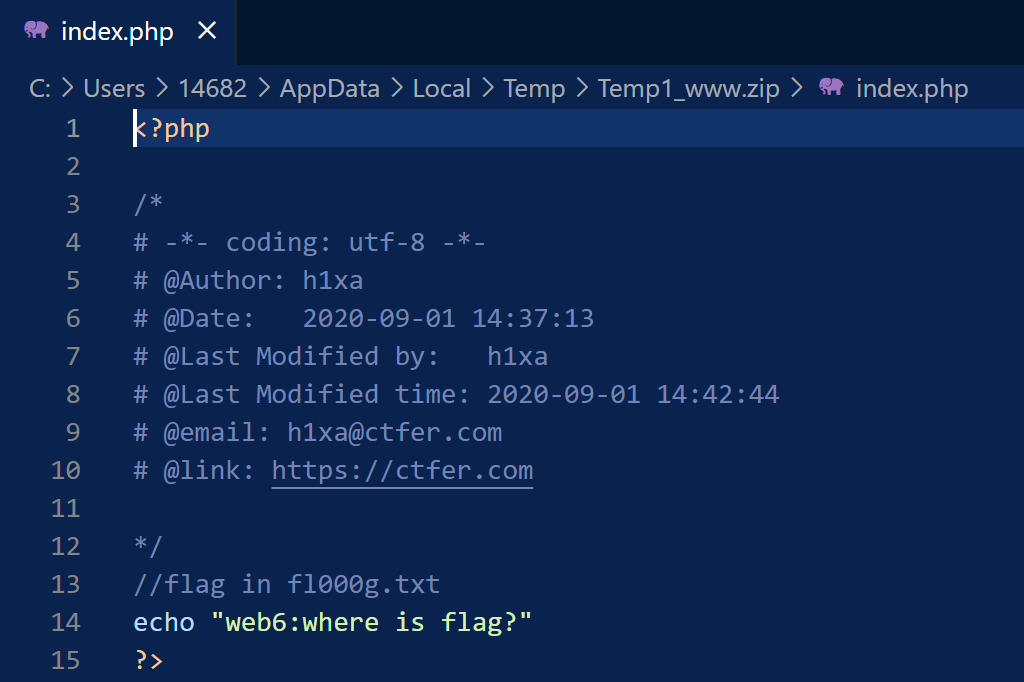 index.php ×
C: > Users > 14682 > AppData > Local > Temp > Temp1_www.zip > index.php
1 <?php
2
3 /*
4 # -*- coding: utf-8 -*-
5 # @Author: h1xa
6 # @Date:   2020-09-01 14:37:13
7 # @Last Modified by:   h1xa
8 # @Last Modified time: 2020-09-01 14:42:44
9 # @email: h1xa@ctfer.com
10 # @link: https://ctfer.com
11
12 */
13 //flag in fl000g.txt
14 echo "web6:where is flag?"
15 ?>